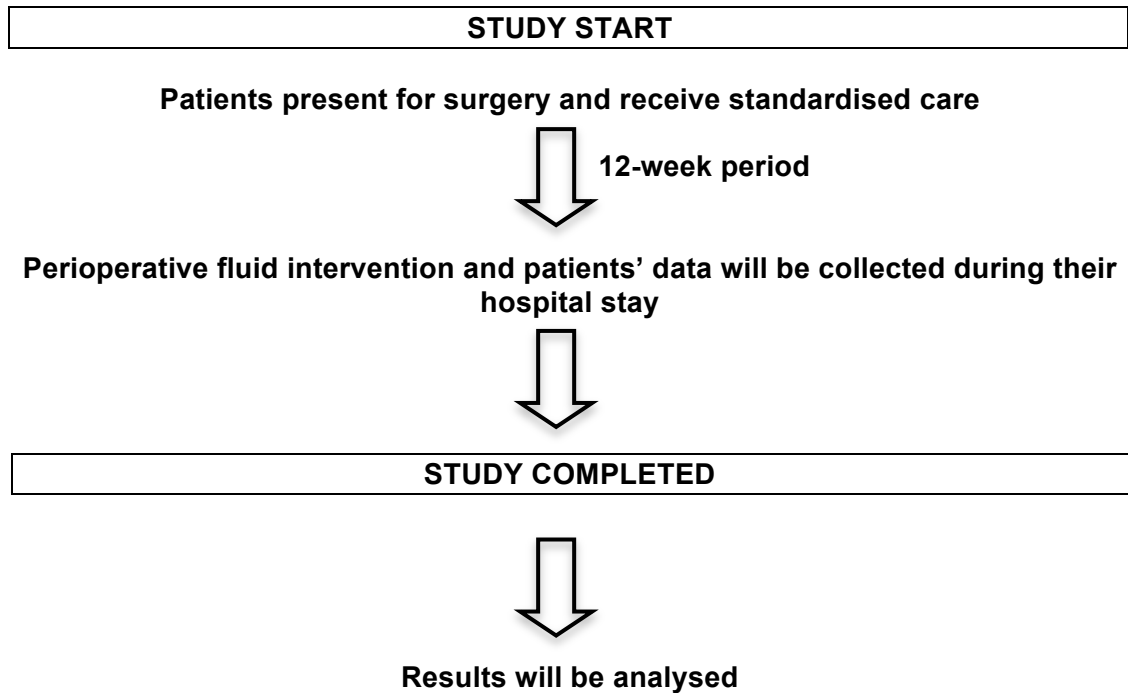 STUDY START
Patients present for surgery and receive standardised care
12-week period
Perioperative fluid intervention and patients’ data will be collected during their
hospital stay
STUDY COMPLETED
Results will be analysed